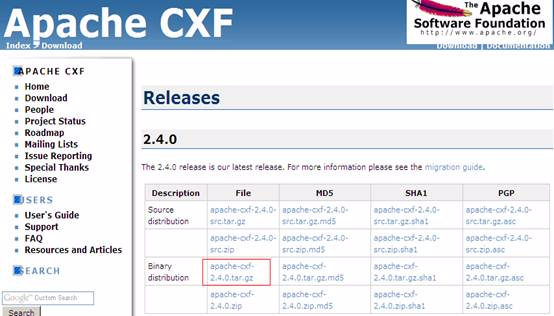 Apache CXF
The Apache
Software Foundation
http://www.apache.org/
Index > Download
Download | Documentation
APACHE CXF
Home
Download
People
Project Status
Roadmap
Mailing Lists
Issue Reporting
Special Thanks
License
USERS
User's Guide
Support
FAQ
Resources and Articles
SEARCH
Google™ Custom Search
Search
Releases
2.4.0
The 2.4.0 release is our latest release. For more information please see the migration guide.
Description File MD5 SHA1 PGP
Source apache-cxf-2.4.0- apache-cxf-2.4.0- apache-cxf-2.4.0- apache-cxf-2.4.0-
distribution src.tar.gz src.tar.gz.md5 src.tar.gz.sha1 src.tar.gz.asc
apache-cxf-2.4.0- apache-cxf-2.4.0- apache-cxf-2.4.0- apache-cxf-2.4.0-
src.zip src.zip.md5 src.zip.sha1 src.zip.asc
Binary apache-cxf- apache-cxf- apache-cxf- apache-cxf-
distribution 2.4.0.tar.gz 2.4.0.tar.gz.md5 2.4.0.tar.gz.sha1 2.4.0.tar.gz.asc
apache-cxf- apache-cxf- apache-cxf- apache-cxf-
2.4.0.zip 2.4.0.zip.md5 2.4.0.zip.sha1 2.4.0.zip.asc